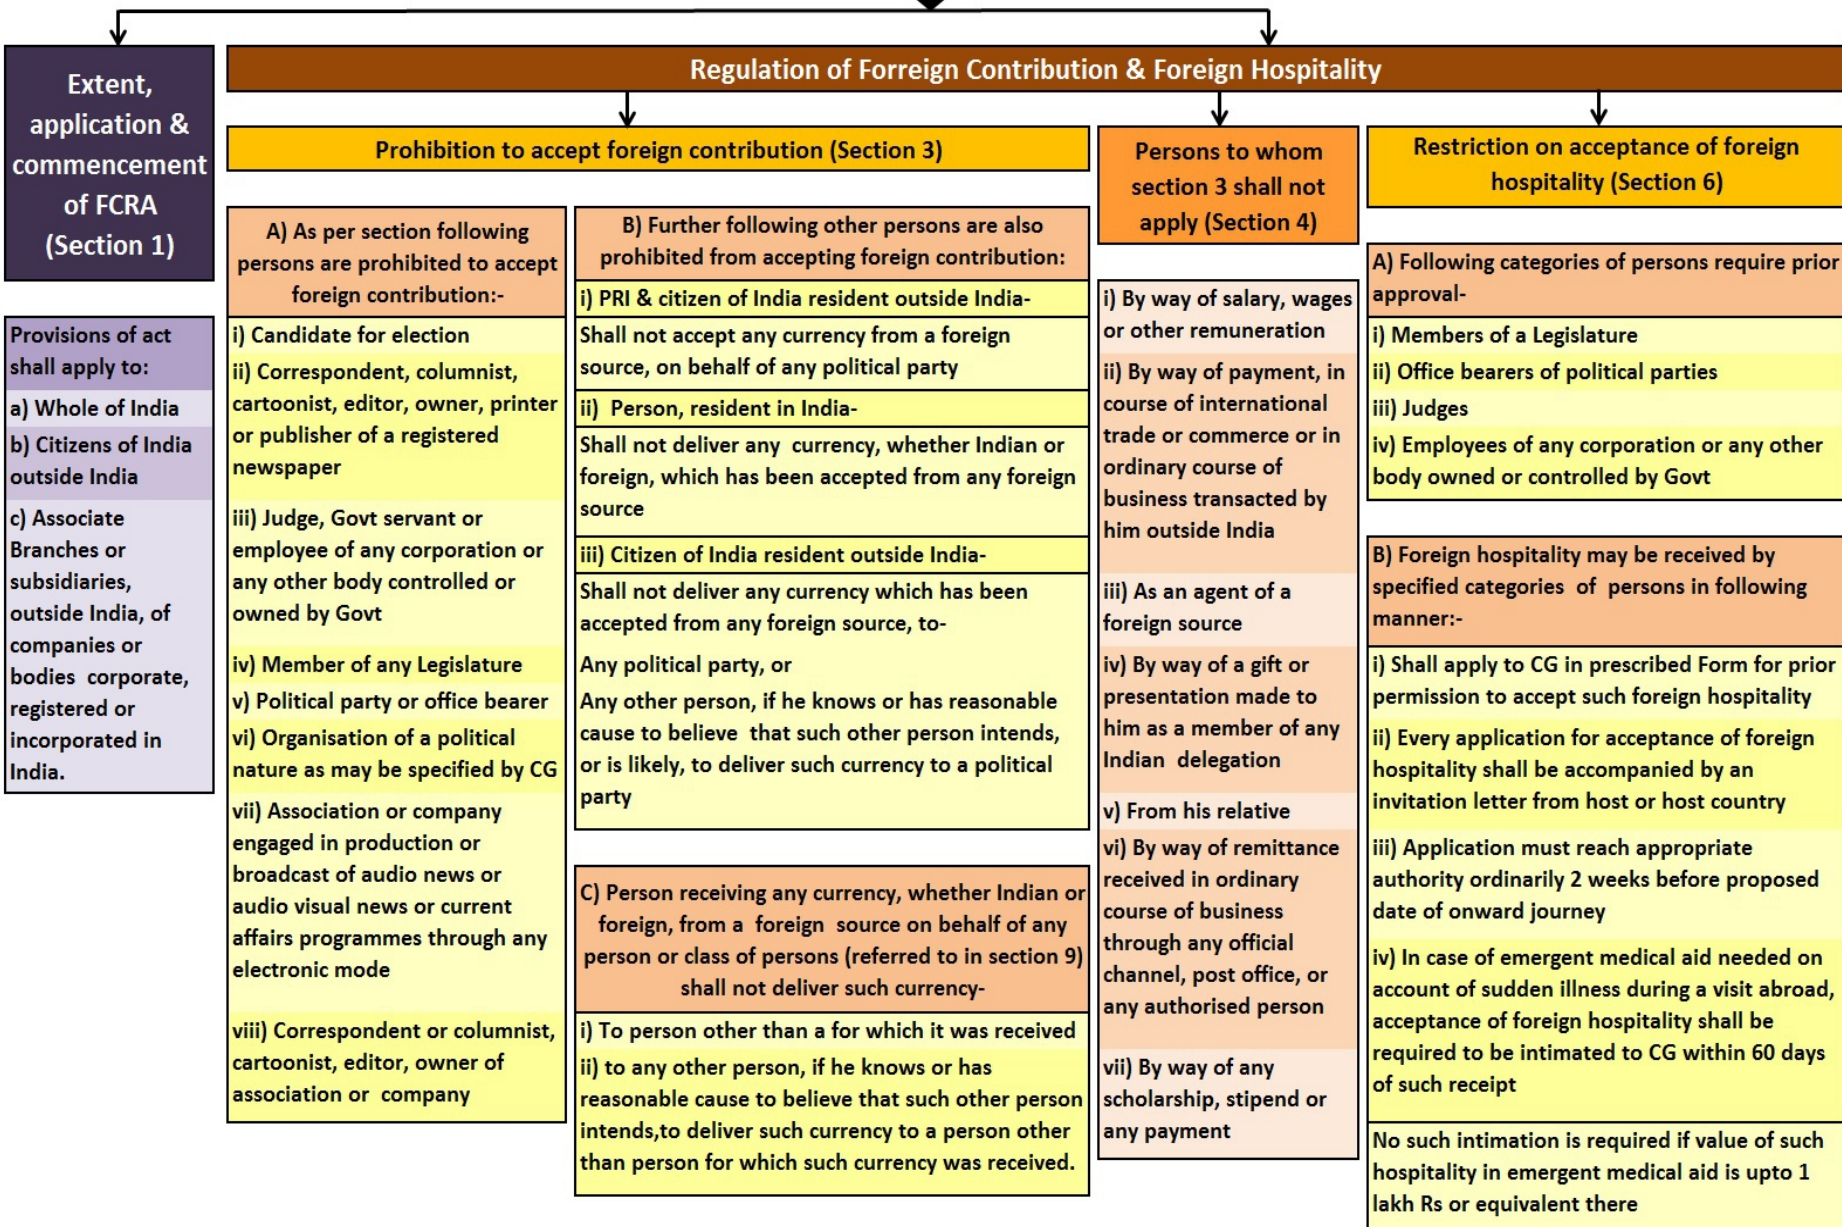 Extent,
application &
commencement
of FCRA
(Section 1)
Provisions of act
shall apply to:
a) Whole of India
b) Citizens of India
outside India
c) Associate
Branches or
subsidiaries,
outside India, of
companies or
bodies corporate,
registered or
incorporated in
India.
Regulation of Forreign Contribution & Foreign Hospitality
Prohibition to accept foreign contribution (Section 3)
A) As per section following
persons are prohibited to accept
foreign contribution:-
i) Candidate for election
ii) Correspondent, columnist,
cartoonist, editor, owner, printer
or publisher of a registered
newspaper
iii) Judge, Govt servant or
employee of any corporation or
any other body controlled or
owned by Govt
iv) Member of any Legislature
v) Political party or office bearer
vi) Organisation of a political
nature as may be specified by CG
vii) Association or company
engaged in production or
broadcast of audio news or
audio visual news or current
affairs programmes through any
electronic mode
viii) Correspondent or columnist,
cartoonist, editor, owner of
association or company
B) Further following other persons are also
prohibited from accepting foreign contribution:
i) PRI & citizen of India resident outside India-
Shall not accept any currency from a foreign
source, on behalf of any political party
ii) Person, resident in India-
Shall not deliver any currency, whether Indian or
foreign, which has been accepted from any foreign
source
iii) Citizen of India resident outside India-
Shall not deliver any currency which has been
accepted from any foreign source, to-
Any political party, or
Any other person, if he knows or has reasonable
cause to believe that such other person intends,
or is likely, to deliver such currency to a political
party
C) Person receiving any currency, whether Indian or
foreign, from a foreign source on behalf of any
person or class of persons (referred to in section 9)
shall not deliver such currency-
i) To person other than a for which it was received
ii) to any other person, if he knows or has
reasonable cause to believe that such other person
intends,to deliver such currency to a person other
than person for which such currency was received.
Persons to whom
section 3 shall not
apply (Section 4)
i) By way of salary, wages
or other remuneration
ii) By way of payment, in
course of international
trade or commerce or in
ordinary course of
business transacted by
him outside India
iii) As an agent of a
foreign source
iv) By way of a gift or
presentation made to
him as a member of any
Indian delegation
v) From his relative
vi) By way of remittance
received in ordinary
course of business
through any official
channel, post office, or
any authorised person
vii) By way of any
scholarship, stipend or
any payment
Restriction on acceptance of foreign
hospitality (Section 6)
A) Following categories of persons require prior
approval-
i) Members of a Legislature
ii) Office bearers of political parties
iii) Judges
iv) Employees of any corporation or any other
body owned or controlled by Govt
B) Foreign hospitality may be received by
specified categories of persons in following
manner:-
i) Shall apply to CG in prescribed Form for prior
permission to accept such foreign hospitality
ii) Every application for acceptance of foreign
hospitality shall be accompanied by an
invitation letter from host or host country
iii) Application must reach appropriate
authority ordinarily 2 weeks before proposed
date of onward journey
iv) In case of emergent medical aid needed on
account of sudden illness during a visit abroad,
acceptance of foreign hospitality shall be
required to be intimated to CG within 60 days
of such receipt
No such intimation is required if value of such
hospitality in emergent medical aid is upto 1
lakh Rs or equivalent there